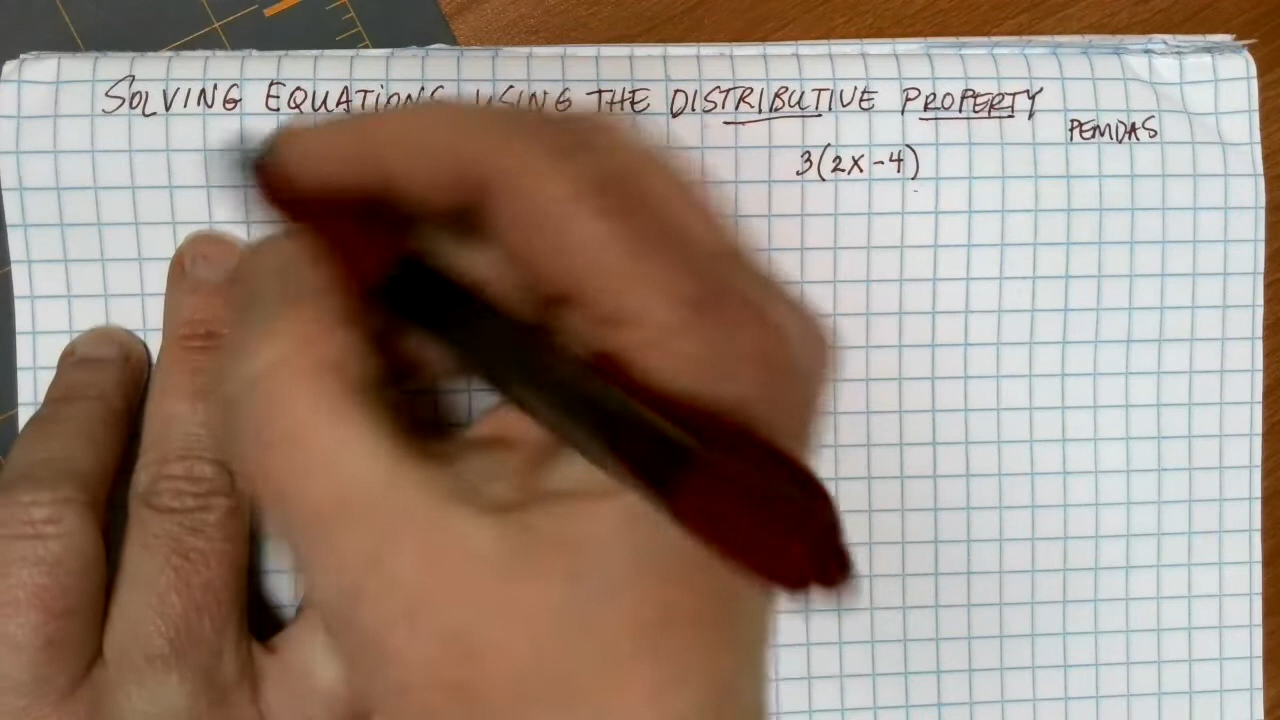 SOLVING EQUATIONS USING THE DISTRIBUTIVE PROPERTY
PEMDAS
3(2x-4)